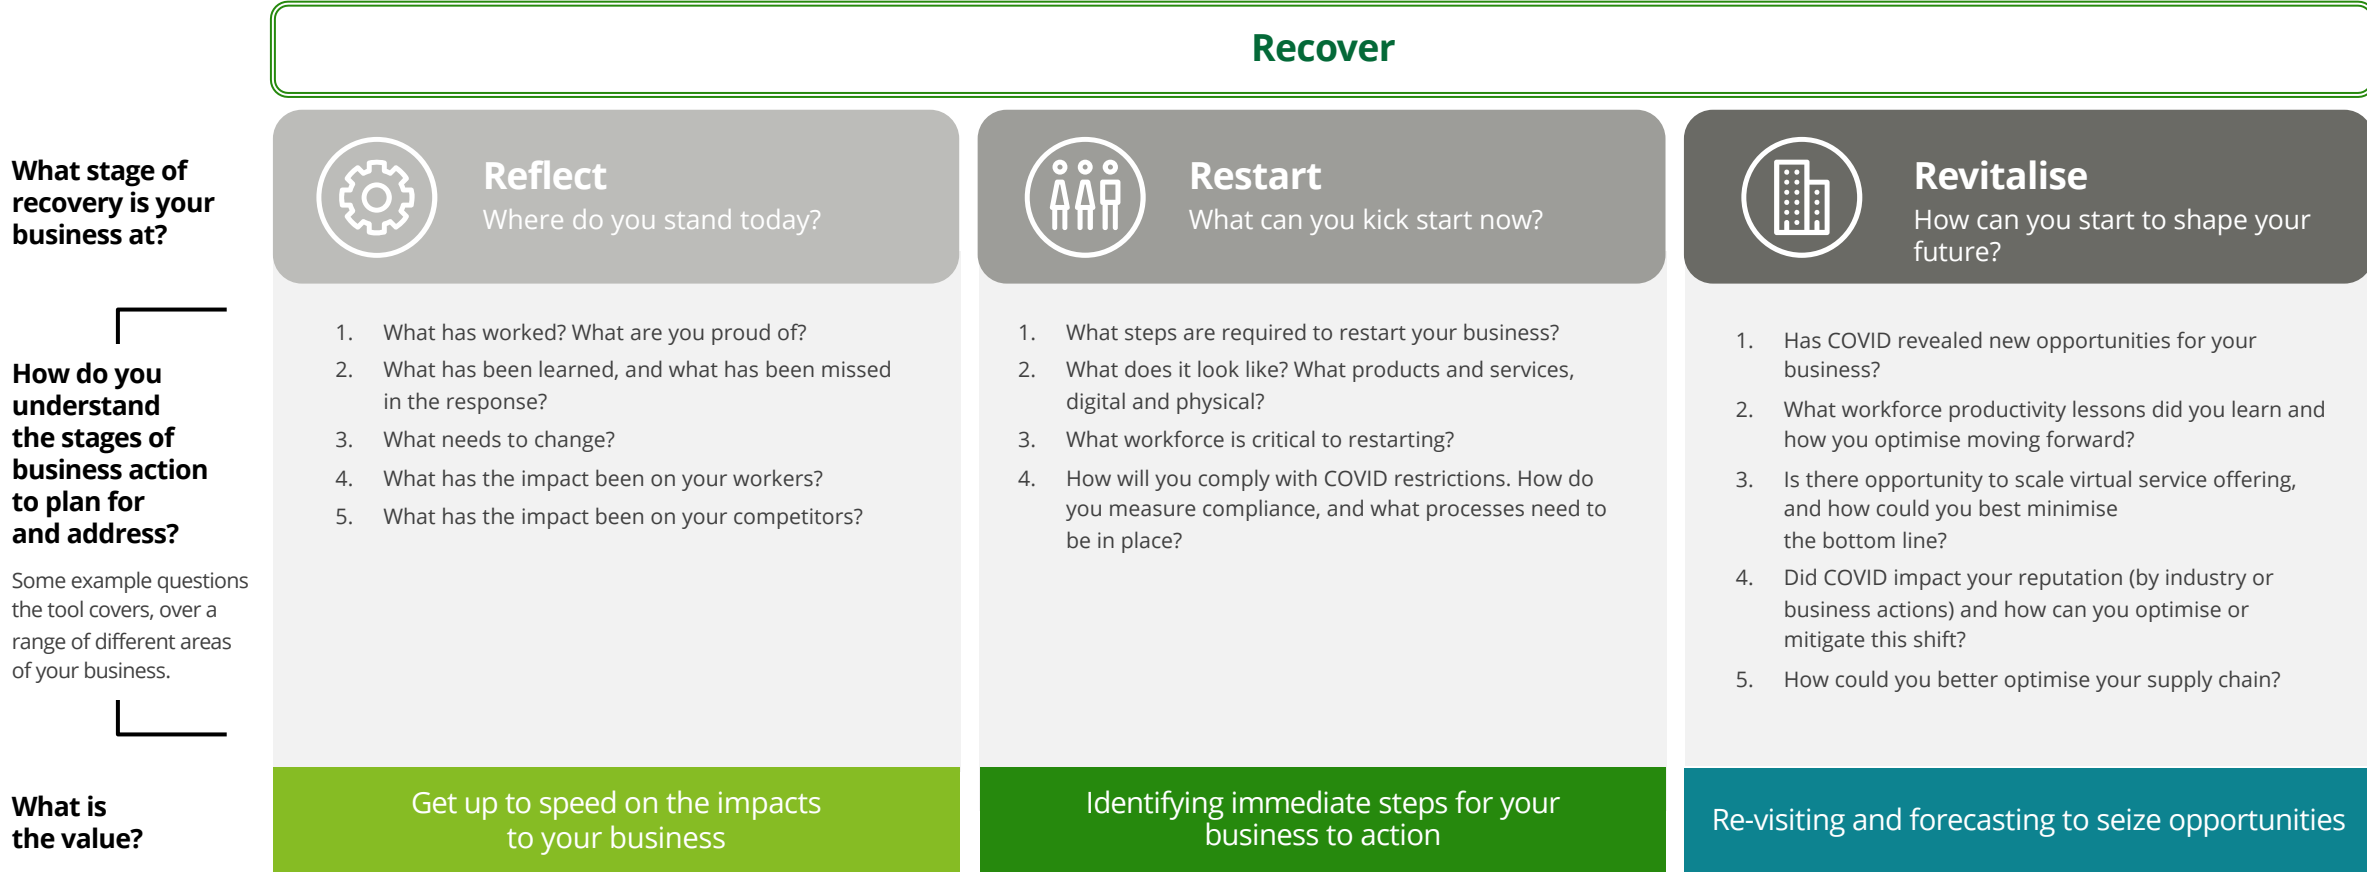 Recover
What stage of
recovery is your
business at?
Reflect
Where do you stand today?
Restart
What can you kick start now?
Revitalise
How can you start to shape your
future?
How do you
understand
the stages of
business action
to plan for
and address?
Some example questions
the tool covers, over a
range of different areas
of your business.
1. What has worked? What are you proud of?
2. What has been learned, and what has been missed
in the response?
3. What needs to change?
4. What has the impact been on your workers?
5. What has the impact been on your competitors?
1. What steps are required to restart your business?
2. What does it look like? What products and services,
digital and physical?
3. What workforce is critical to restarting?
4. How will you comply with COVID restrictions. How do
you measure compliance, and what processes need to
be in place?
1. Has COVID revealed new opportunities for your
business?
2. What workforce productivity lessons did you learn and
how you optimise moving forward?
3. Is there opportunity to scale virtual service offering,
and how could you best minimise
the bottom line?
4. Did COVID impact your reputation (by industry or
business actions) and how can you optimise or
mitigate this shift?
5. How could you better optimise your supply chain?
What is
the value?
Get up to speed on the impacts
to your business
Identifying immediate steps for your
business to action
Re-visiting and forecasting to seize opportunities